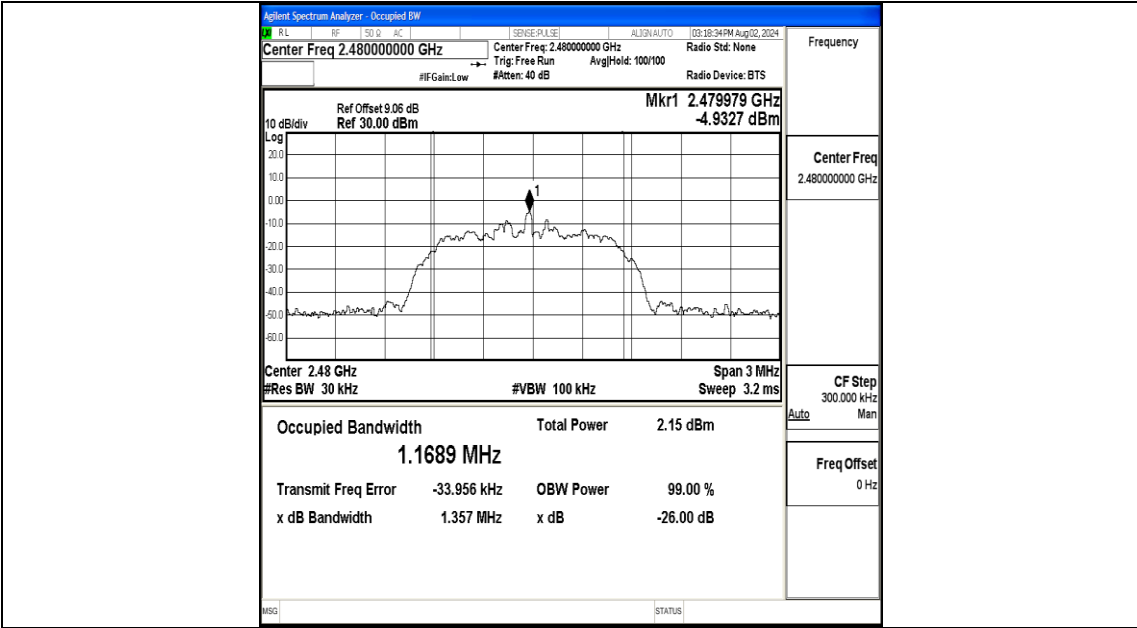 Agilent Spectrum Analyzer - Occupied BW
RL RF 50 Ω AC SENSE:PULSE ALIGN AUTO 03:18:34 PM Aug 02, 2024
Center Freq 2.480000000 GHz
Center Freq: 2.480000000 GHz
Radio Std: None
Trig: Free Run Avg|Hold: 100/100
#IFGain:Low
#Atten: 40 dB
Radio Device: BTS
Frequency
Mkr1 2.479979 GHz
-4.9327 dBm
Ref Offset 9.06 dB
10 dB/div Ref 30.00 dBm
Log
20.0
10.0
0.00
-10.0
-20.0
-30.0
-40.0
-50.0
-60.0
1
Center 2.48 GHz Span 3 MHz
#Res BW 30 kHz #VBW 100 kHz Sweep 3.2 ms
Center Freq
2.480000000 GHz
CF Step
300.000 kHz
Auto Man
Freq Offset
0 Hz
Occupied Bandwidth
1.1689 MHz
Total Power 2.15 dBm
Transmit Freq Error -33.956 kHz OBW Power 99.00 %
x dB Bandwidth 1.357 MHz x dB -26.00 dB
MSG STATUS